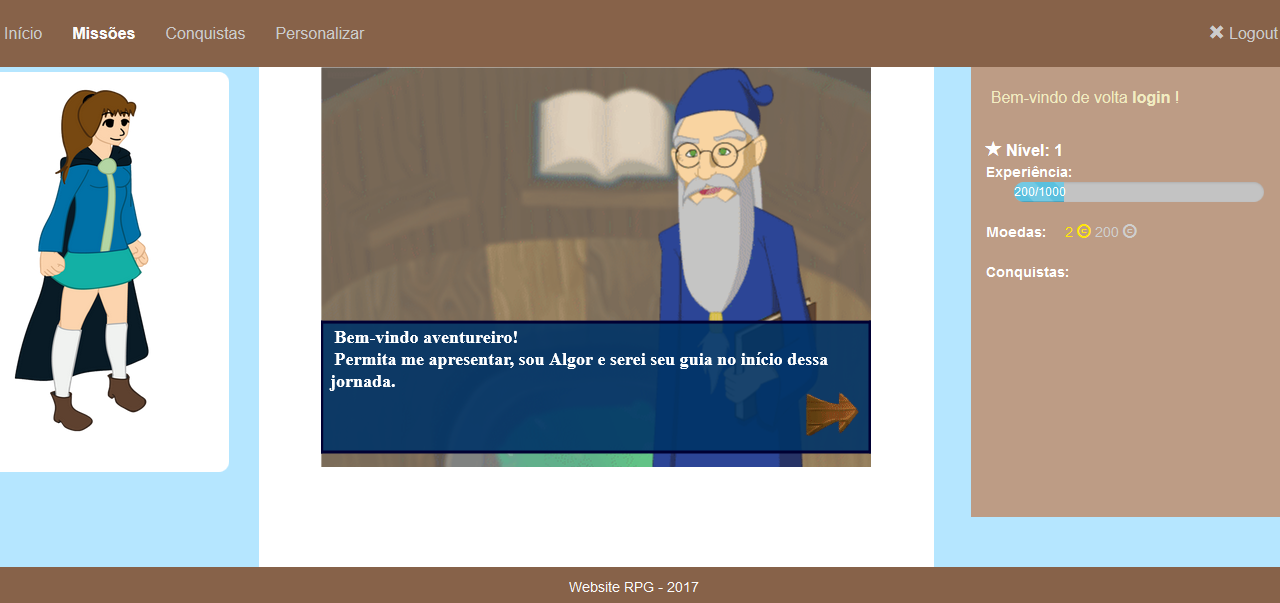 Início Missões Conquistas Personalizar ✖ Logout
Bem-vindo de volta login !
★ Nível: 1
Experiência:
200/1000
Moedas: 2 © 200 ©
Conquistas:
Bem-vindo aventureiro!
Permita me apresentar, sou Algor e serei seu guia no início dessa
jornada.
Website RPG - 2017